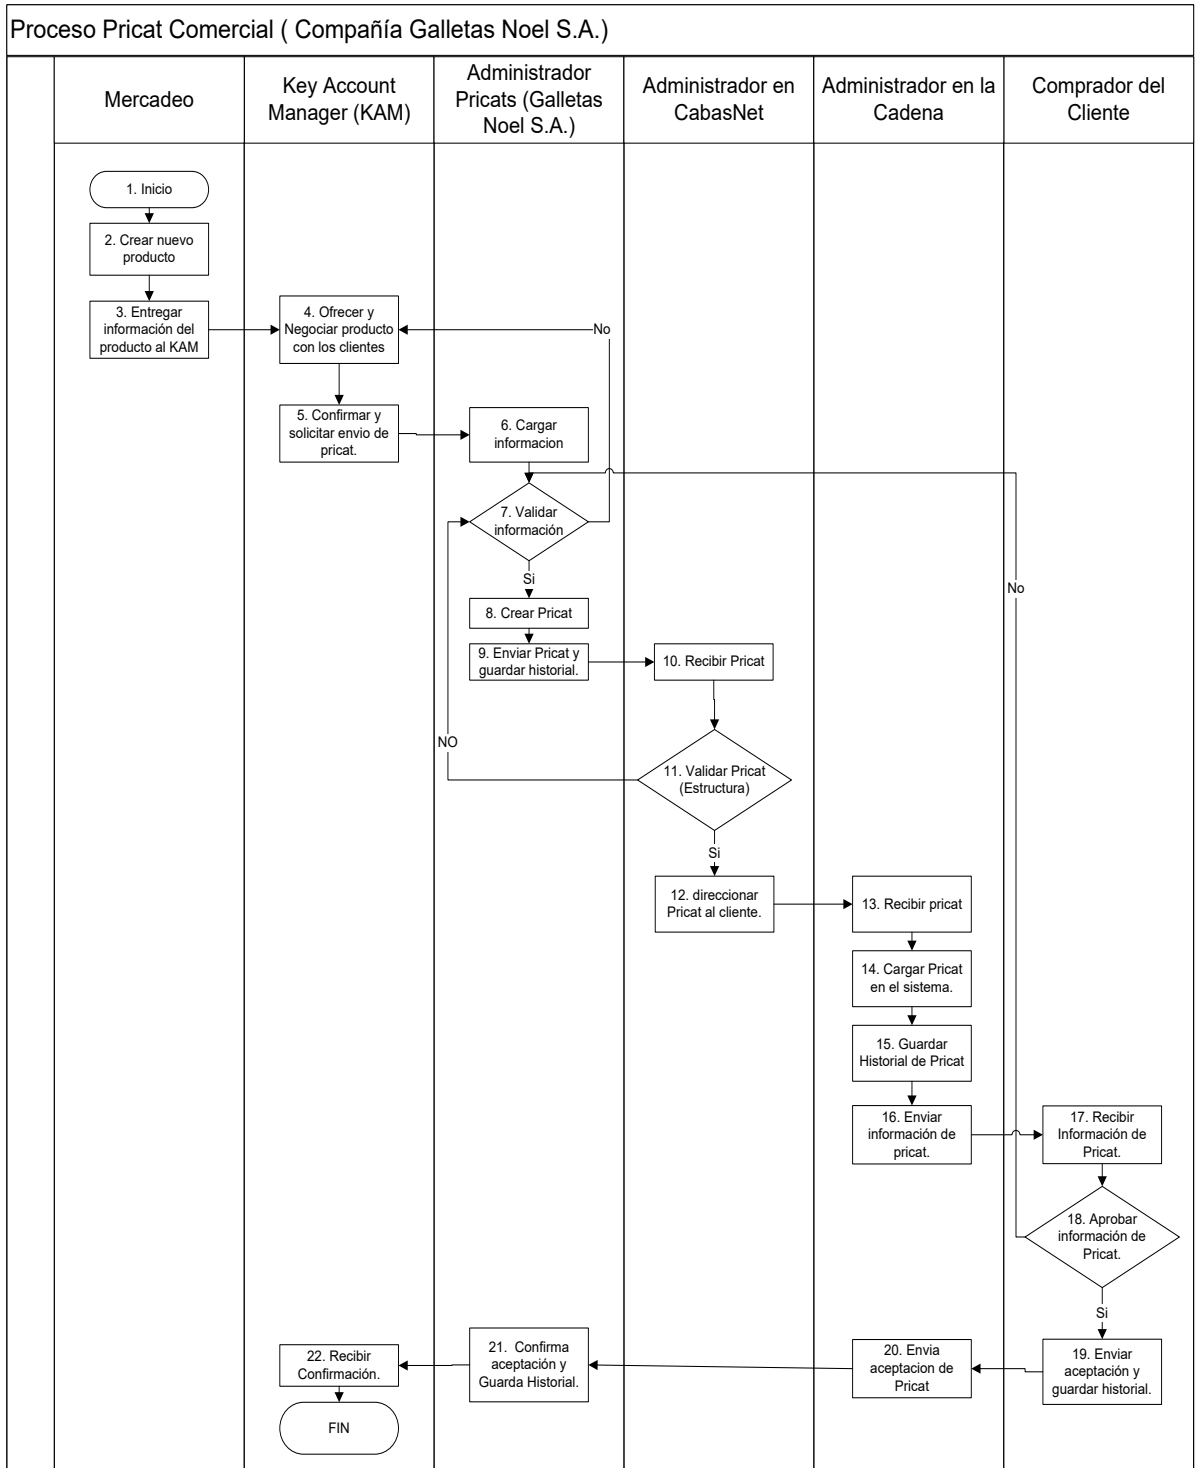 Proceso Pricat Comercial ( Compañía Galletas Noel S.A.)
Mercadeo
Key Account
Manager (KAM)
Administrador
Pricats (Galletas
Noel S.A.)
Administrador en
CabasNet
Administrador en la
Cadena
Comprador del
Cliente
1. Inicio
2. Crear nuevo
producto
3. Entregar
información del
producto al KAM
4. Ofrecer y
Negociar producto
con los clientes
No
5. Confirmar y
solicitar envio de
pricat.
6. Cargar
informacion
7. Validar
información
Si
No
8. Crear Pricat
9. Enviar Pricat y
guardar historial.
10. Recibir Pricat
NO
11. Validar Pricat
(Estructura)
Si
12. direccionar
Pricat al cliente.
13. Recibir pricat
14. Cargar Pricat
en el sistema.
15. Guardar
Historial de Pricat
16. Enviar
información de
pricat.
17. Recibir
Información de
Pricat.
18. Aprobar
información de
Pricat.
Si
19. Enviar
aceptación y
guardar historial.
20. Envia
aceptacion de
Pricat
21. Confirma
aceptación y
Guarda Historial.
22. Recibir
Confirmación.
FIN